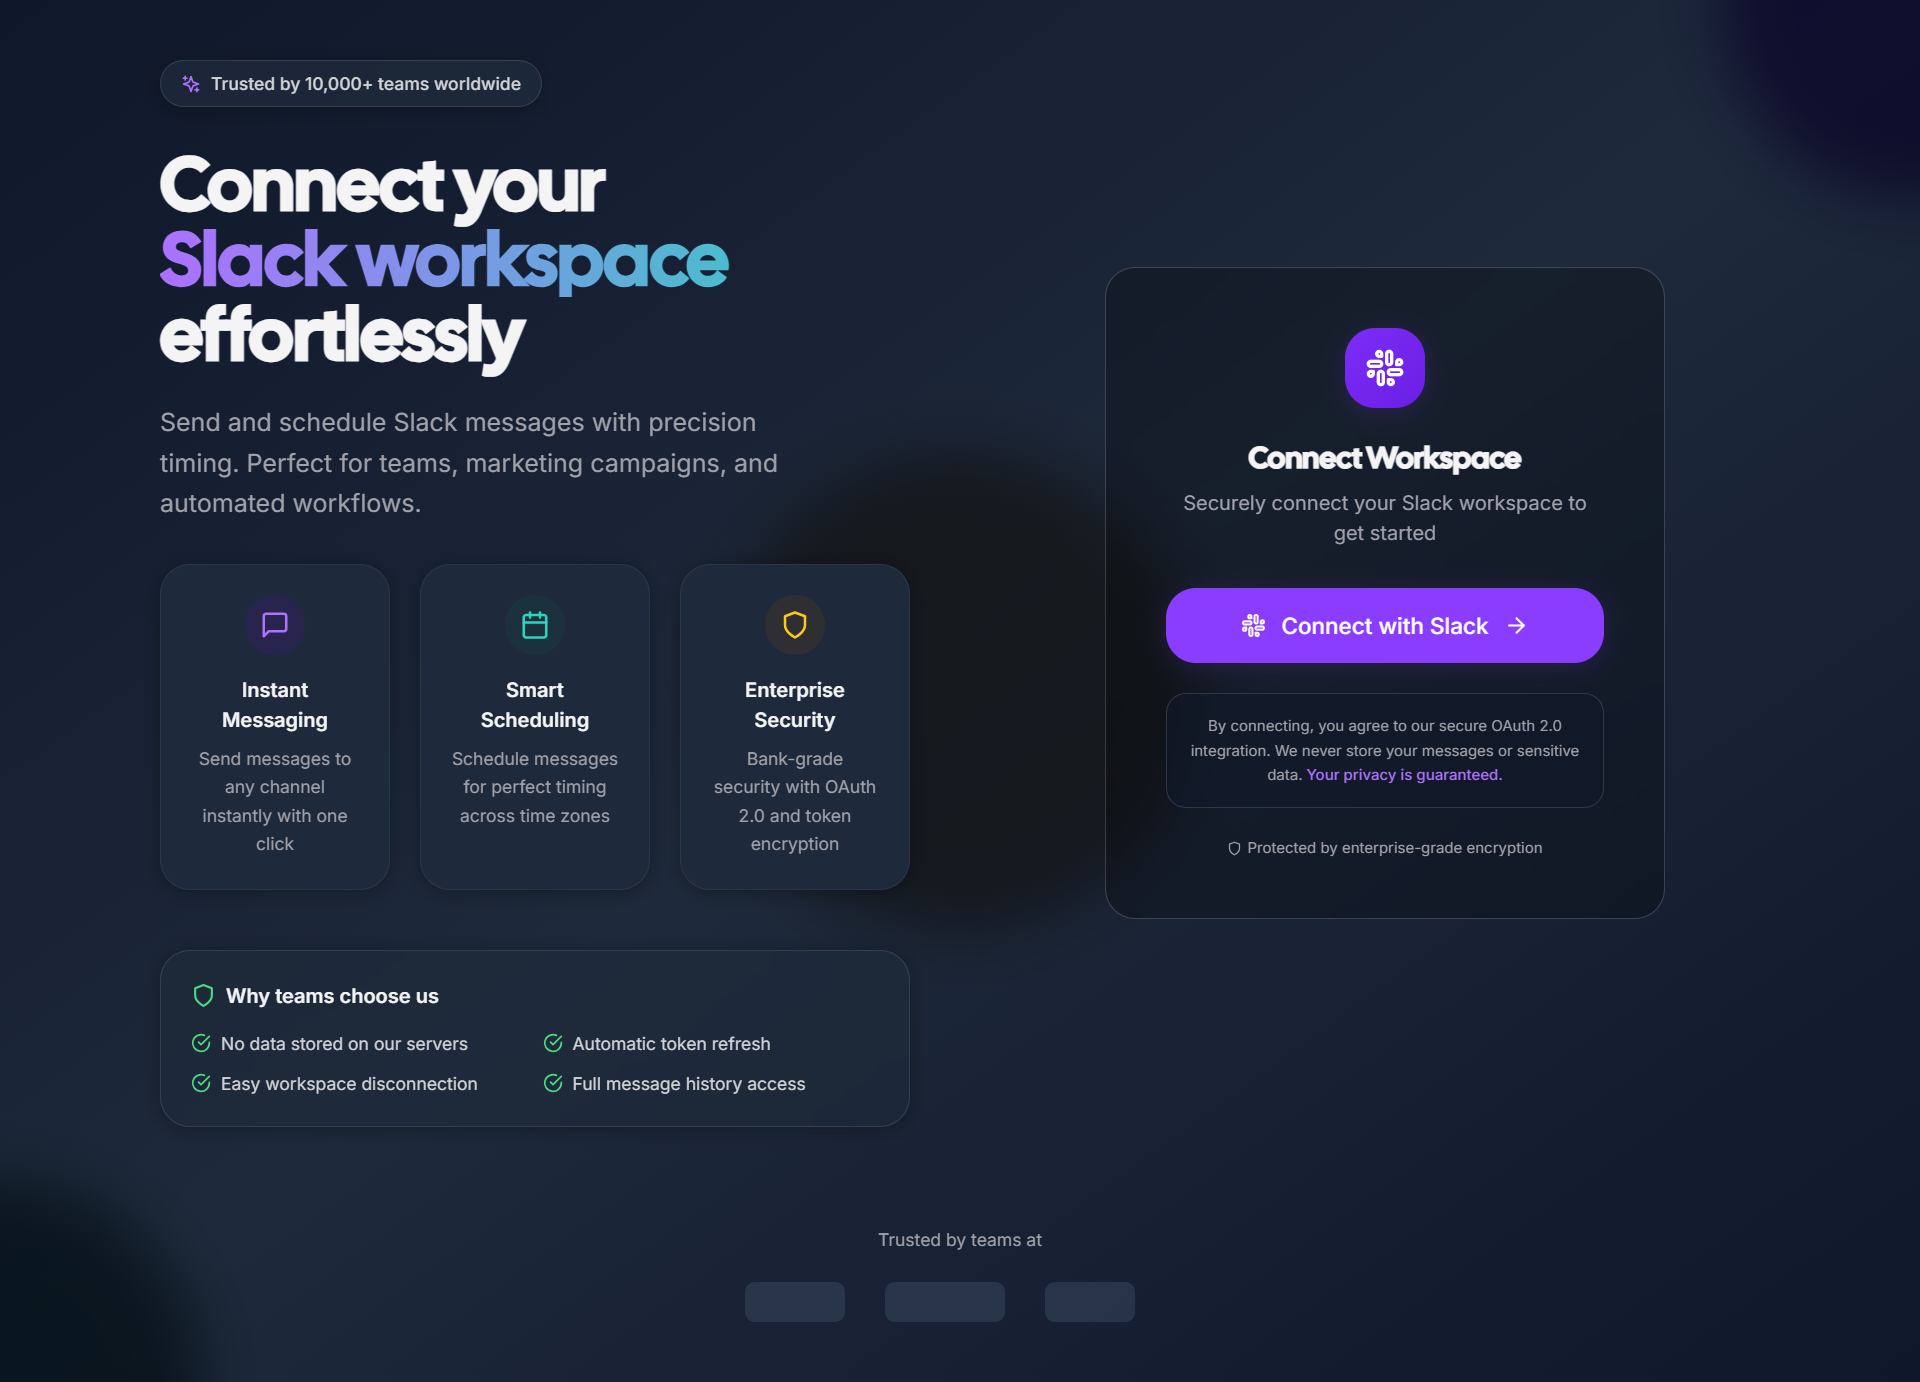 Trusted by 10,000+ teams worldwide
Connect your
Slack workspace
effortlessly
Send and schedule Slack messages with precision
timing. Perfect for teams, marketing campaigns, and
automated workflows.
Instant
Messaging
Send messages to
any channel
instantly with one
click
Smart
Scheduling
Schedule messages
for perfect timing
across time zones
Enterprise
Security
Bank-grade
security with OAuth
2.0 and token
encryption
Why teams choose us
No data stored on our servers
Automatic token refresh
Easy workspace disconnection
Full message history access
Connect Workspace
Securely connect your Slack workspace to
get started
Connect with Slack
By connecting, you agree to our secure OAuth 2.0
integration. We never store your messages or sensitive
data. Your privacy is guaranteed.
Protected by enterprise-grade encryption
Trusted by teams at